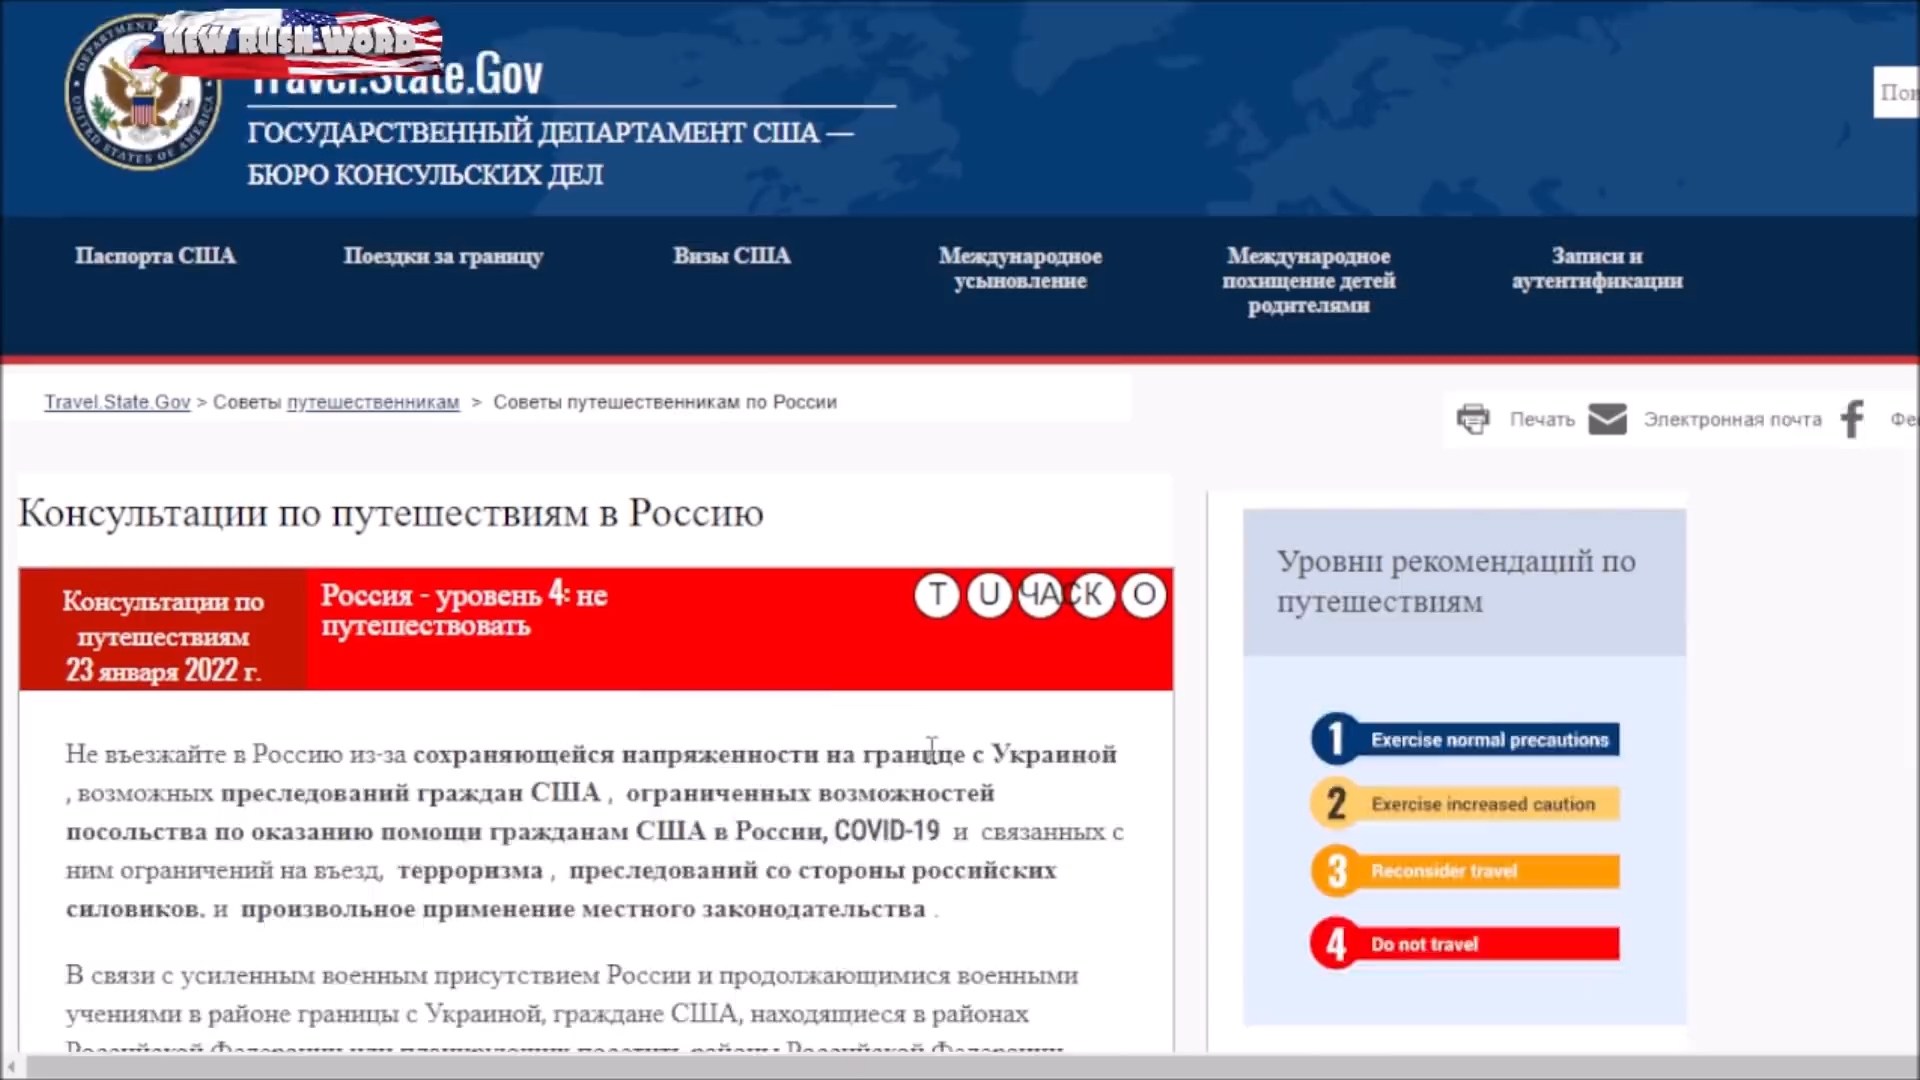 NEW RUSH WORD
Travel.State.Gov
ГОСУДАРСТВЕННЫЙ ДЕПАРТАМЕНТ США —
БЮРО КОНСУЛЬСКИХ ДЕЛ
Паспорта США
Поездки за границу
Визы США
Международное
усыновление
Международное
похищение детей
родителями
Записи и
аутентификации
Travel.State.Gov > Советы путешественникам > Советы путешественникам по России
Печать
Электронная почта
Консультации по путешествиям в Россию
Консультации по
путешествиям
23 января 2022 г.
Россия - уровень 4: не
путешествовать
T U ЧАСК O
Не въезжайте в Россию из-за сохраняющейся напряженности на границе с Украиной
, возможных преследований граждан США , ограниченных возможностей
посольства по оказанию помощи гражданам США в России, COVID-19 и связанных с
ним ограничений на въезд, терроризма , преследований со стороны российских
силовиков. и произвольное применение местного законодательства .
В связи с усиленным военным присутствием России и продолжающимися военными
учениями в районе границы с Украиной, граждане США, находящиеся в районах
Уровни рекомендаций по
путешествиям
1 Exercise normal precautions
2 Exercise increased caution
3 Reconsider travel
4 Do not travel